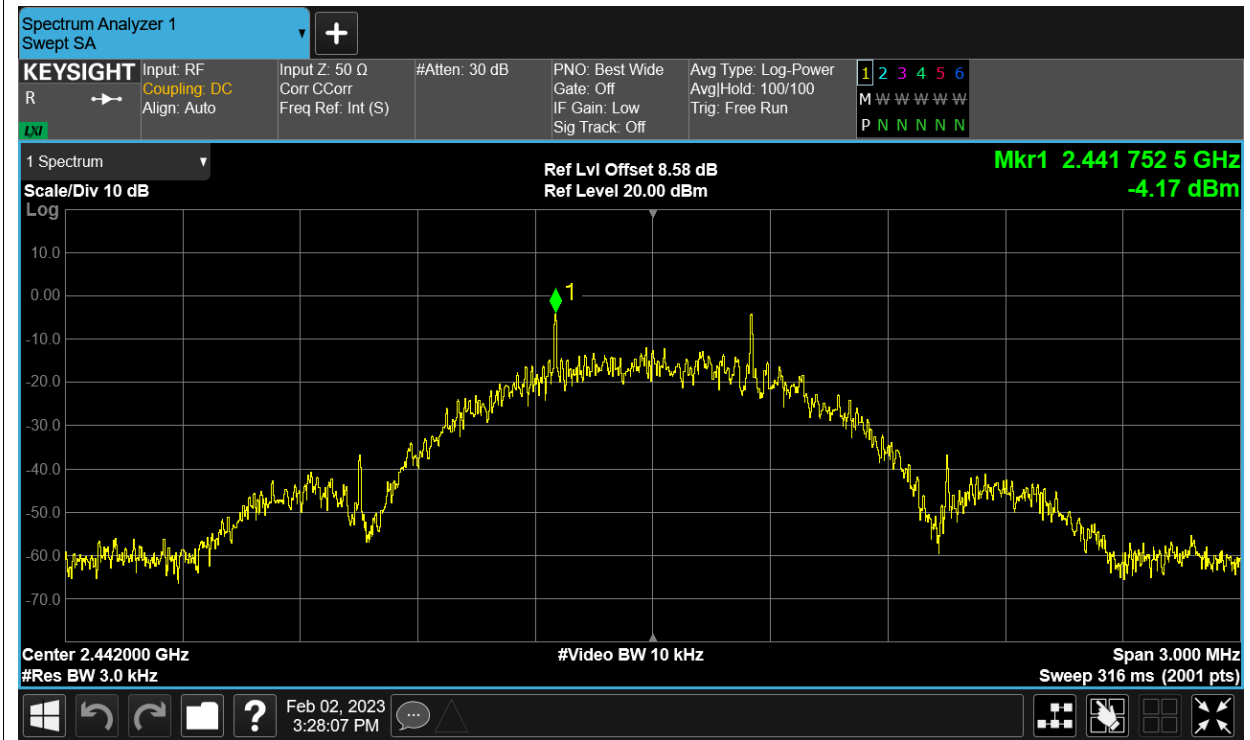 Spectrum Analyzer 1
Swept SA
+
KEYSIGHT
R
LXI
Input: RF
Coupling: DC
Align: Auto
Input Z: 50 Ω
Corr CCorr
Freq Ref: Int (S)
#Atten: 30 dB
PNO: Best Wide
Gate: Off
IF Gain: Low
Sig Track: Off
Avg Type: Log-Power
Avg|Hold: 100/100
Trig: Free Run
1 2 3 4 5 6
M W W W W W
P N N N N N
1 Spectrum
Scale/Div 10 dB
Log
Ref Lvl Offset 8.58 dB
Ref Level 20.00 dBm
Mkr1 2.441 752 5 GHz
-4.17 dBm
10.0
0.00
-10.0
-20.0
-30.0
-40.0
-50.0
-60.0
-70.0
1
Center 2.442000 GHz
#Res BW 3.0 kHz
#Video BW 10 kHz
Span 3.000 MHz
Sweep 316 ms (2001 pts)
?
Feb 02, 2023
3:28:07 PM